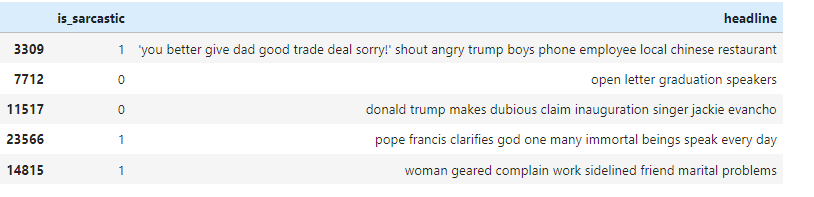 is_sarcastic headline
3309 1 'you better give dad good trade deal sorry!' shout angry trump boys phone employee local chinese restaurant
7712 0 open letter graduation speakers
11517 0 donald trump makes dubious claim inauguration singer jackie evancho
23566 1 pope francis clarifies god one many immortal beings speak every day
14815 1 woman geared complain work sidelined friend marital problems